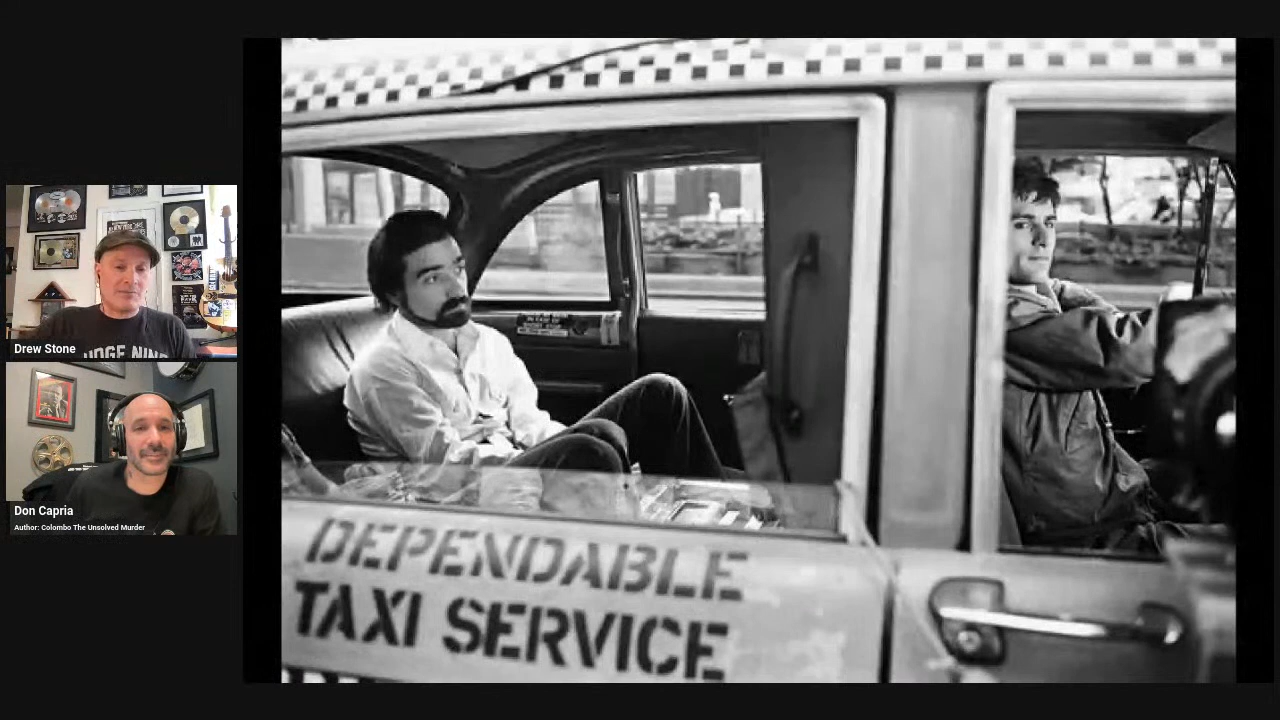 Drew Stone
Don Capria
Author: Colombo The Unsolved Murder
DEPENDABLE
TAXI SERVICE